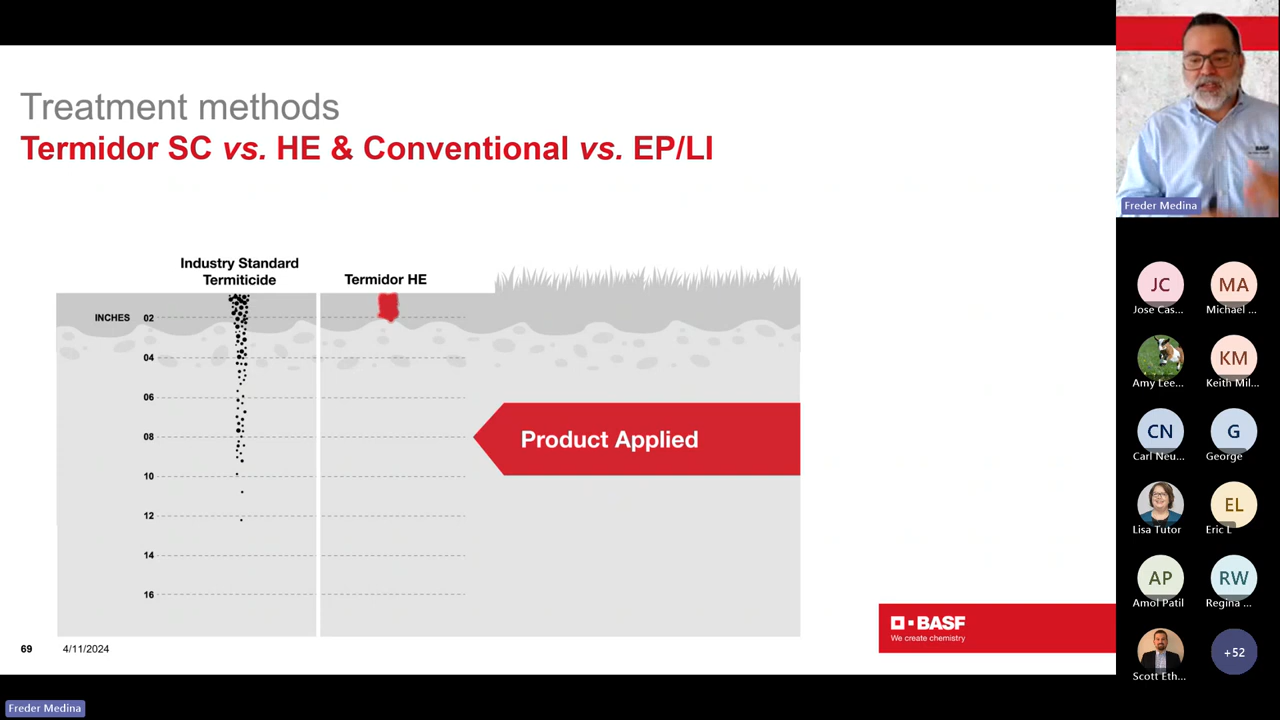 Treatment methods
Termidor SC vs. HE & Conventional vs. EP/LI
Industry Standard
Termiticide
Termidor HE
INCHES
02
04
06
08
10
12
14
16
Product Applied
BASF
We create chemistry
69
4/11/2024
BASF
Freder Medina
JC
Jose Cas...
MA
Michael ...
Amy Lee...
KM
Keith Mil...
CN
Carl Neu...
G
George
Lisa Tutor
EL
Eric L
AP
Amol Patil
RW
Regina ...
Scott Eth...
+52
Freder Medina